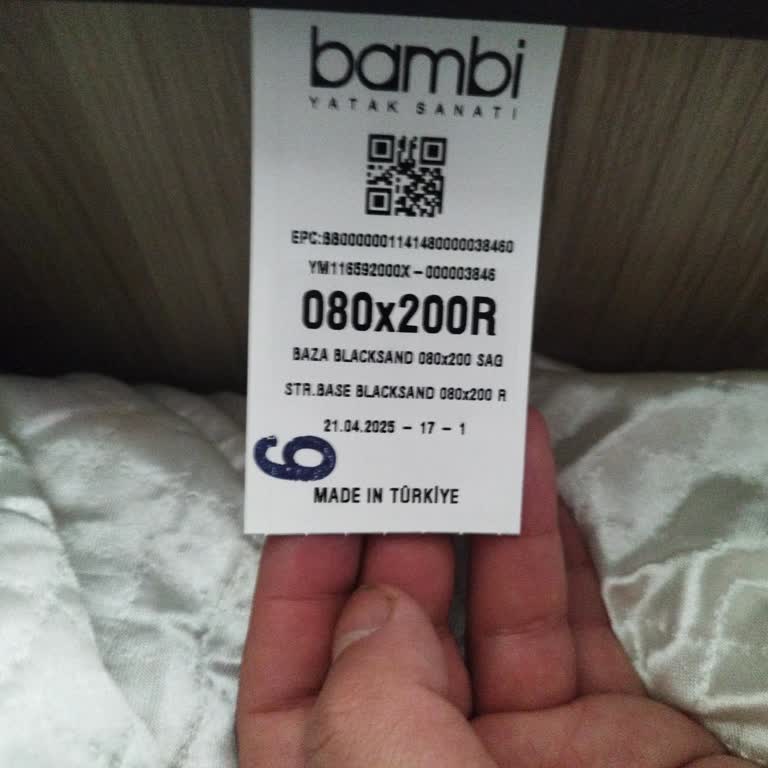 bambi
YATAK SANATI
EPC:BB0000001141480000038460
YM116592000X - 000003846
080x200R
BAZA BLACKSAND 080x200 SAG
STR.BASE BLACKSAND 080x200 R
21.04.2025 - 17 - 1
6
MADE IN TÜRKİYE